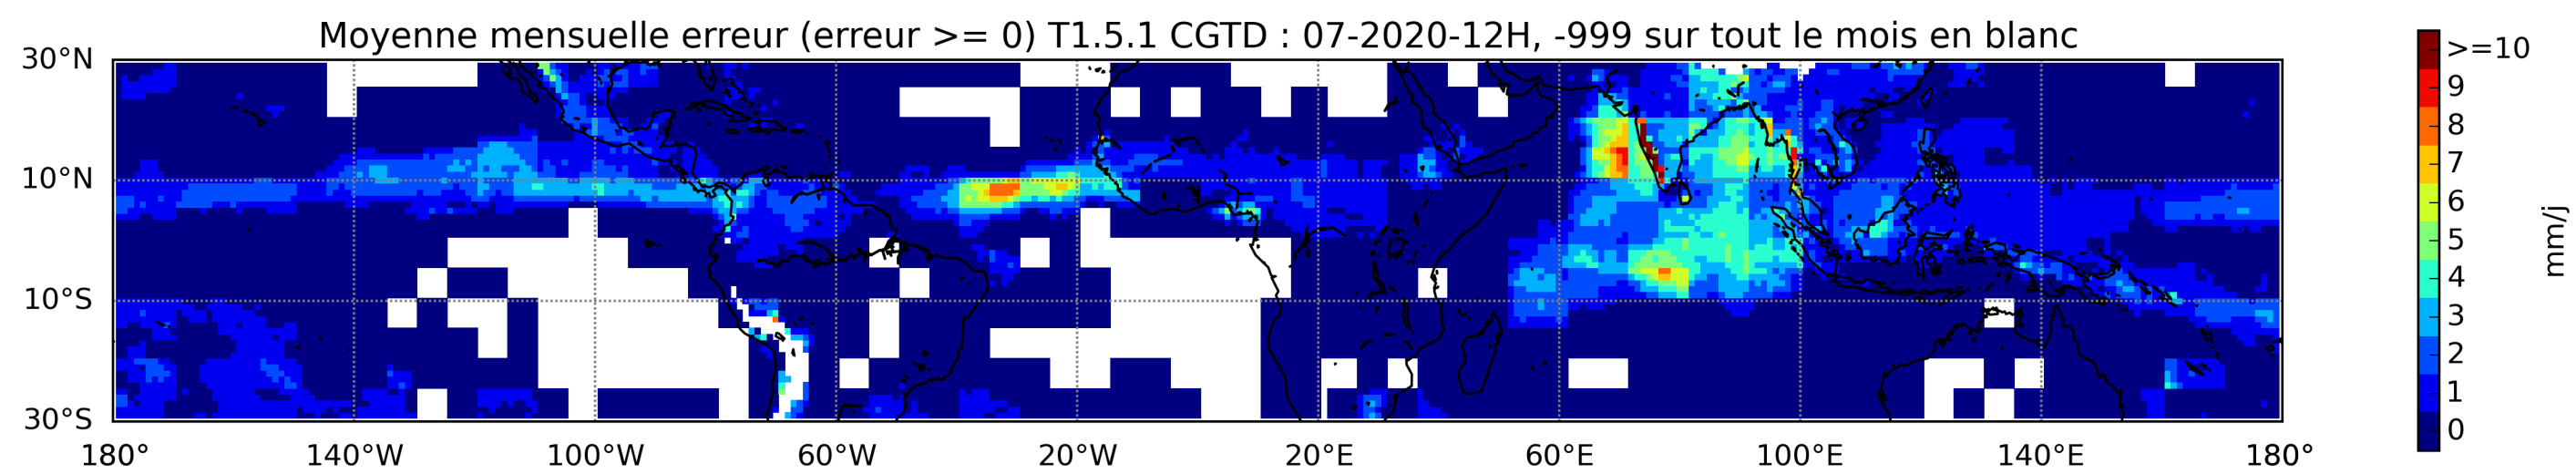 Moyenne mensuelle erreur (erreur >= 0) T1.5.1 CGTD : 07-2020-12H, -999 sur tout le mois en blanc
30°N
10°N
10°S
30°S
180°
140°W
100°W
60°W
20°W
20°E
60°E
100°E
140°E
180°
>=10
9
8
7
6
5
4
3
2
1
0
mm/j